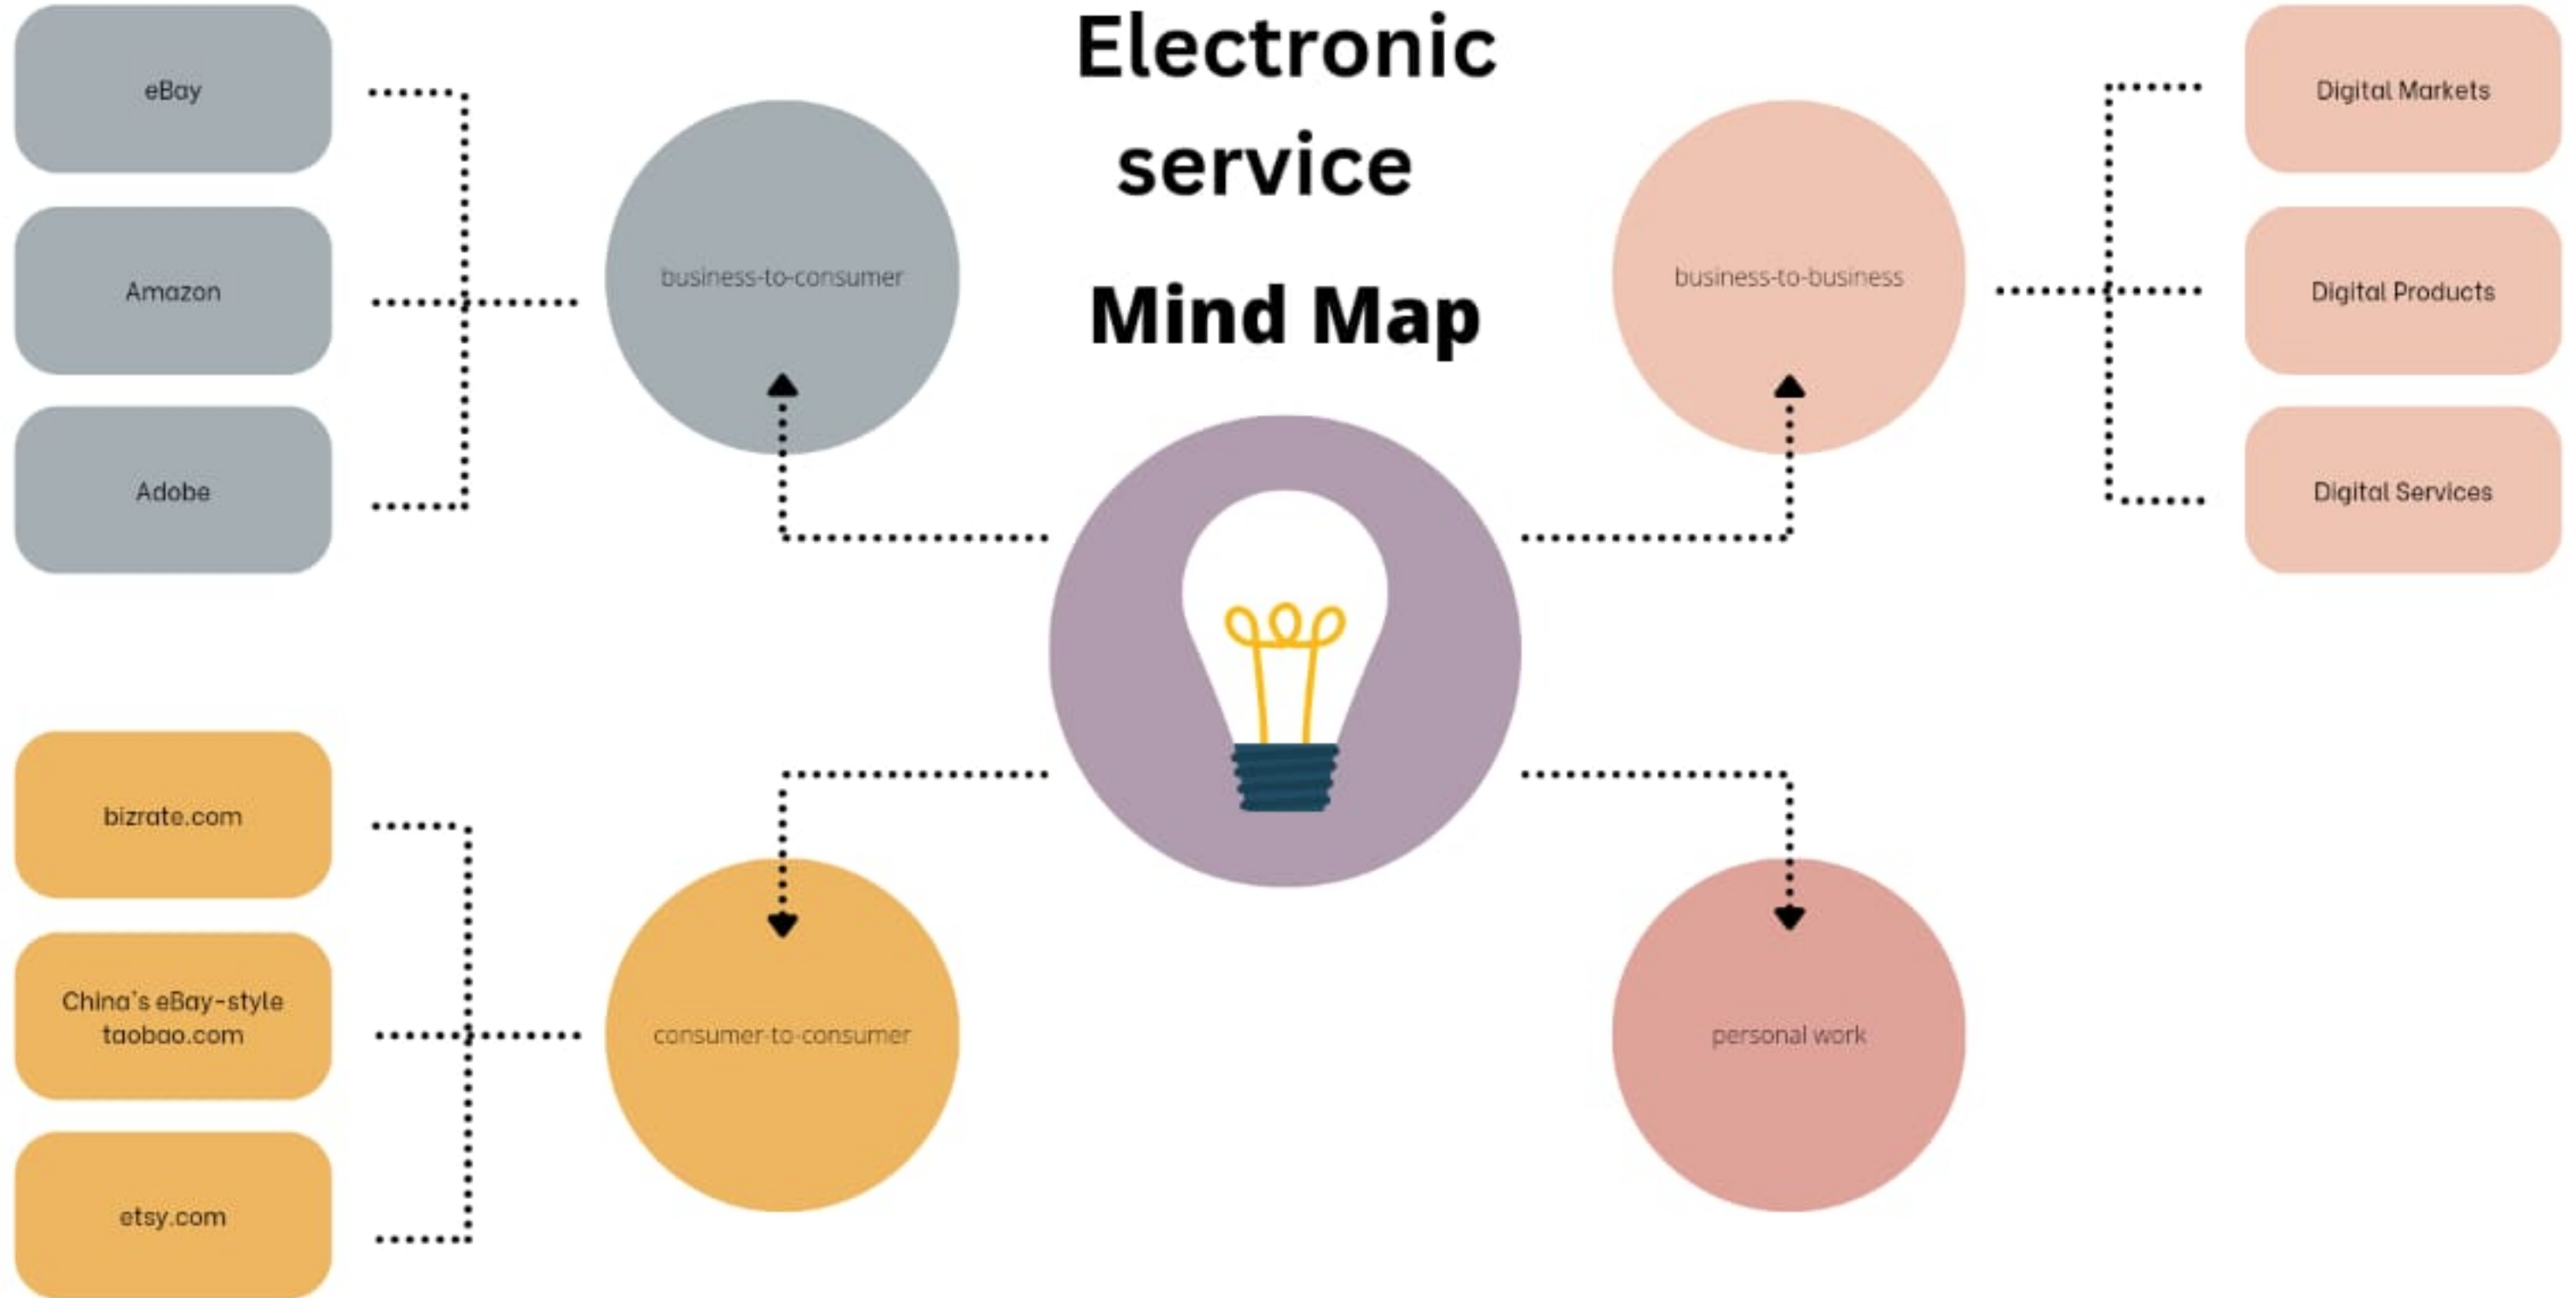 Electronic
service
Mind Map
eBay
Amazon
Adobe
business-to-consumer
business-to-business
Digital Markets
Digital Products
Digital Services
bizrate.com
China's eBay-style
taobao.com
etsy.com
consumer-to-consumer
personal work